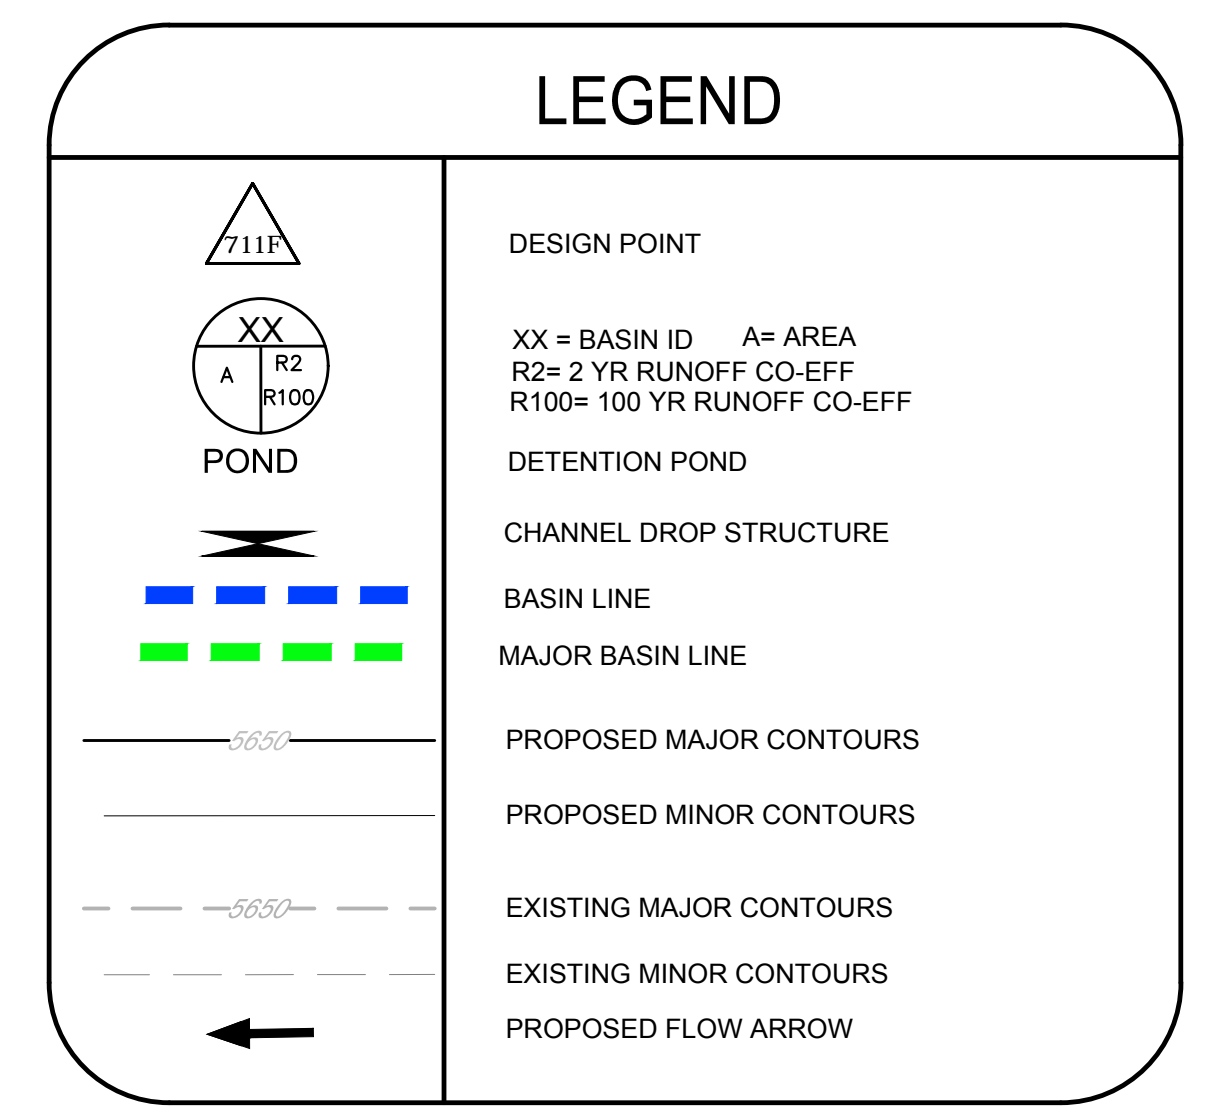 LEGEND
711F
DESIGN POINT
XX
A
R2
R100
XX = BASIN ID A= AREA
R2= 2 YR RUNOFF CO-EFF
R100= 100 YR RUNOFF CO-EFF
POND
DETENTION POND
CHANNEL DROP STRUCTURE
BASIN LINE
MAJOR BASIN LINE
5650
PROPOSED MAJOR CONTOURS
PROPOSED MINOR CONTOURS
5650
EXISTING MAJOR CONTOURS
EXISTING MINOR CONTOURS
PROPOSED FLOW ARROW